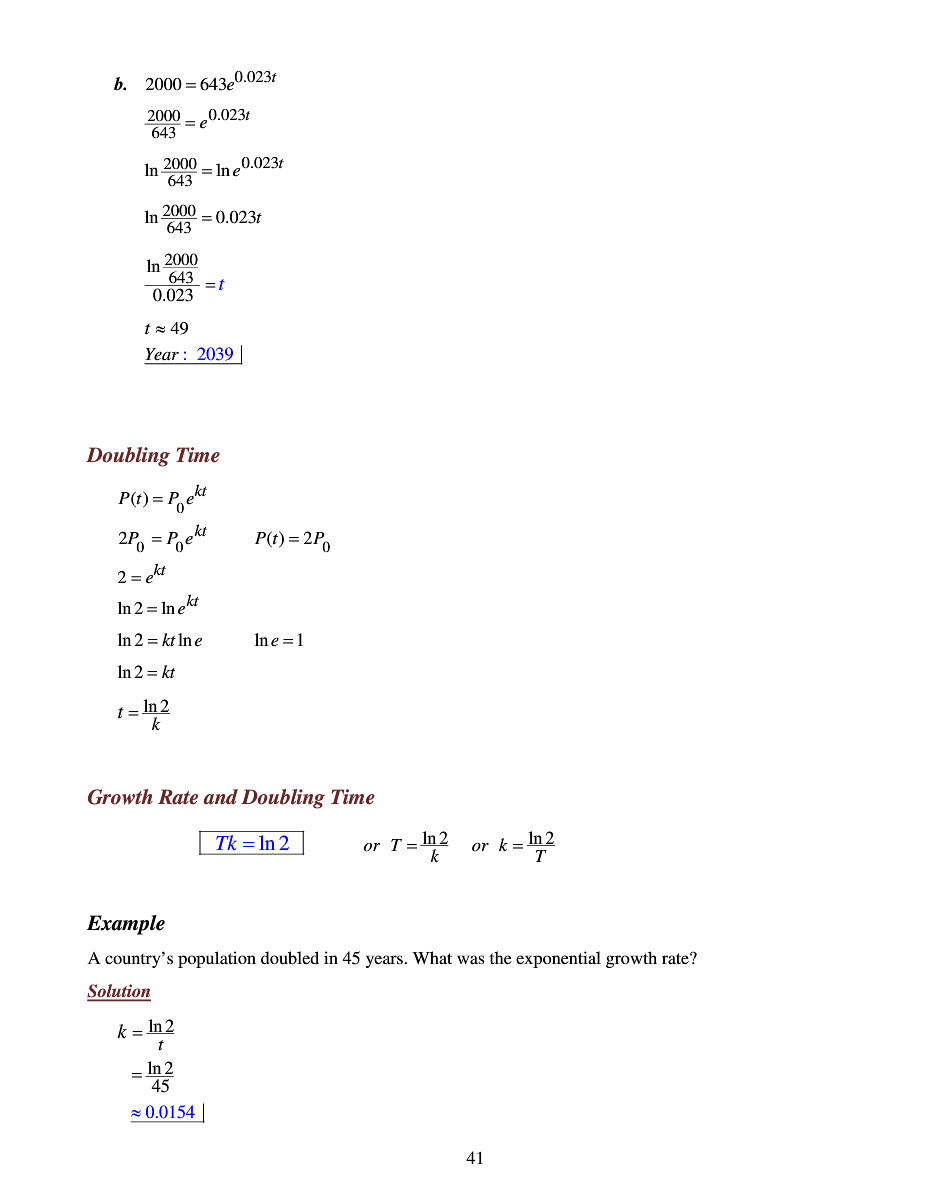 b. 2000 = 643e^{0.023t}
\frac{2000}{643} = e^{0.023t}
ln \frac{2000}{643} = ln e^{0.023t}
ln \frac{2000}{643} = 0.023t
\frac{ln \frac{2000}{643}}{0.023} = t
t ≈ 49
Year : 2039
Doubling Time
P(t) = P_0 e^{kt}
2P_0 = P_0 e^{kt} P(t) = 2P_0
2 = e^{kt}
ln 2 = ln e^{kt}
ln 2 = kt ln e ln e = 1
ln 2 = kt
t = \frac{ln 2}{k}
Growth Rate and Doubling Time
Tk = ln 2 or T = \frac{ln 2}{k} or k = \frac{ln 2}{T}
Example
A country's population doubled in 45 years. What was the exponential growth rate?
Solution
k = \frac{ln 2}{t}
= \frac{ln 2}{45}
≈ 0.0154
41